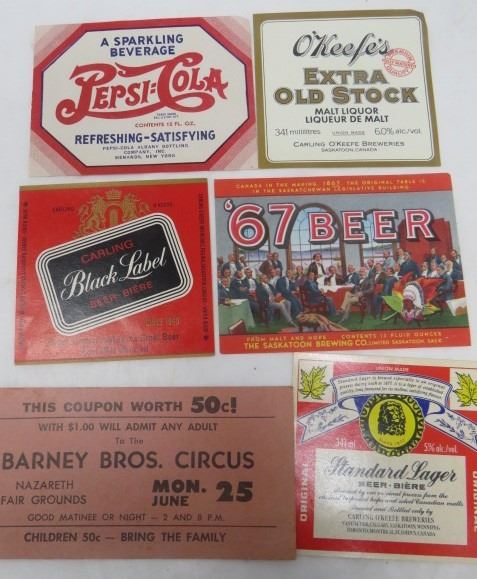 A SPARKLING
BEVERAGE
PEPSI-COLA
CONTENTS 12 FL. OZ.
REFRESHING-SATISFYING
PEPSI-COLA ALBANY BOTTLING
COMPANY, INC.
MENANDS, NEW YORK
O'Keefe's
EXTRA
OLD STOCK
MALT LIQUOR
LIQUEUR DE MALT
341 millilitres UNION MADE 6.0% alc/vol.
CARLING O'KEEFE BREWERIES
SASKATOON, CANADA
CARLING
Black Label
BEER-BIÈRE
CANADA IN THE MAKING 1867. THE ORIGINAL TABLE IS
IN THE SASKATCHEWAN LEGISLATIVE BUILDING
'67 BEER
FROM MALT AND HOPS CONTENTS 12 FLUID OUNCES
THE SASKATOON BREWING CO. LIMITED SASKATOON, SASK.
THIS COUPON WORTH 50c!
WITH $1.00 WILL ADMIT ANY ADULT
To the
BARNEY BROS. CIRCUS
NAZARETH
FAIR GROUNDS
MON.
JUNE 25
GOOD MATINEE OR NIGHT — 2 AND 8 P.M.
CHILDREN 50c — BRING THE FAMILY
UNION MADE
341 ml 5% alc./vol.
Standard Lager
BEER-BIÈRE
ORIGINAL
ORIGINAL
CARLING O'KEEFE BREWERIES